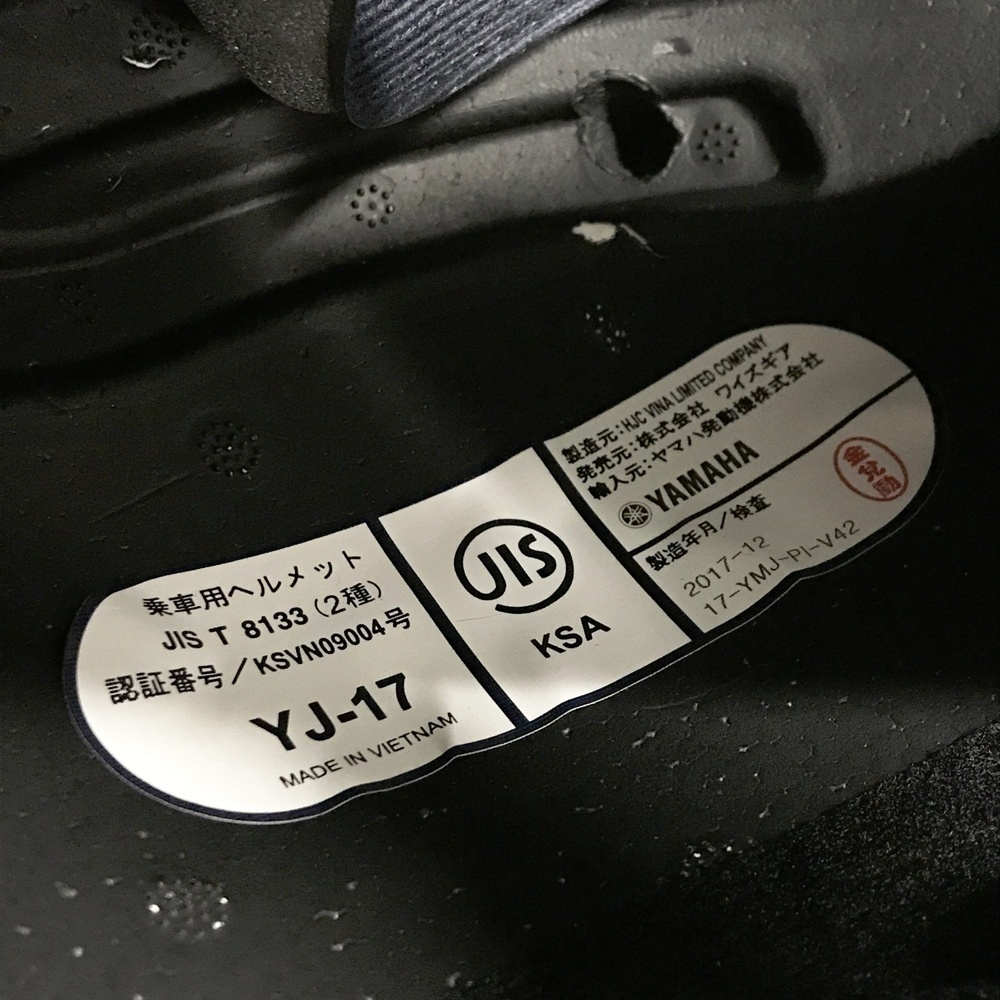 乗車用ヘルメット
JIS T 8133（2種）
認証番号／KSVN09004号
YJ-17
MADE IN VIETNAM
JIS
KSA
製造元：HJC VINA LIMITED COMPANY
発売元：株式会社 ワイズギア
輸入元：ヤマハ発動機株式会社
YAMAHA
製造年月／検査
2017-12
17-YMJ-PI-V42